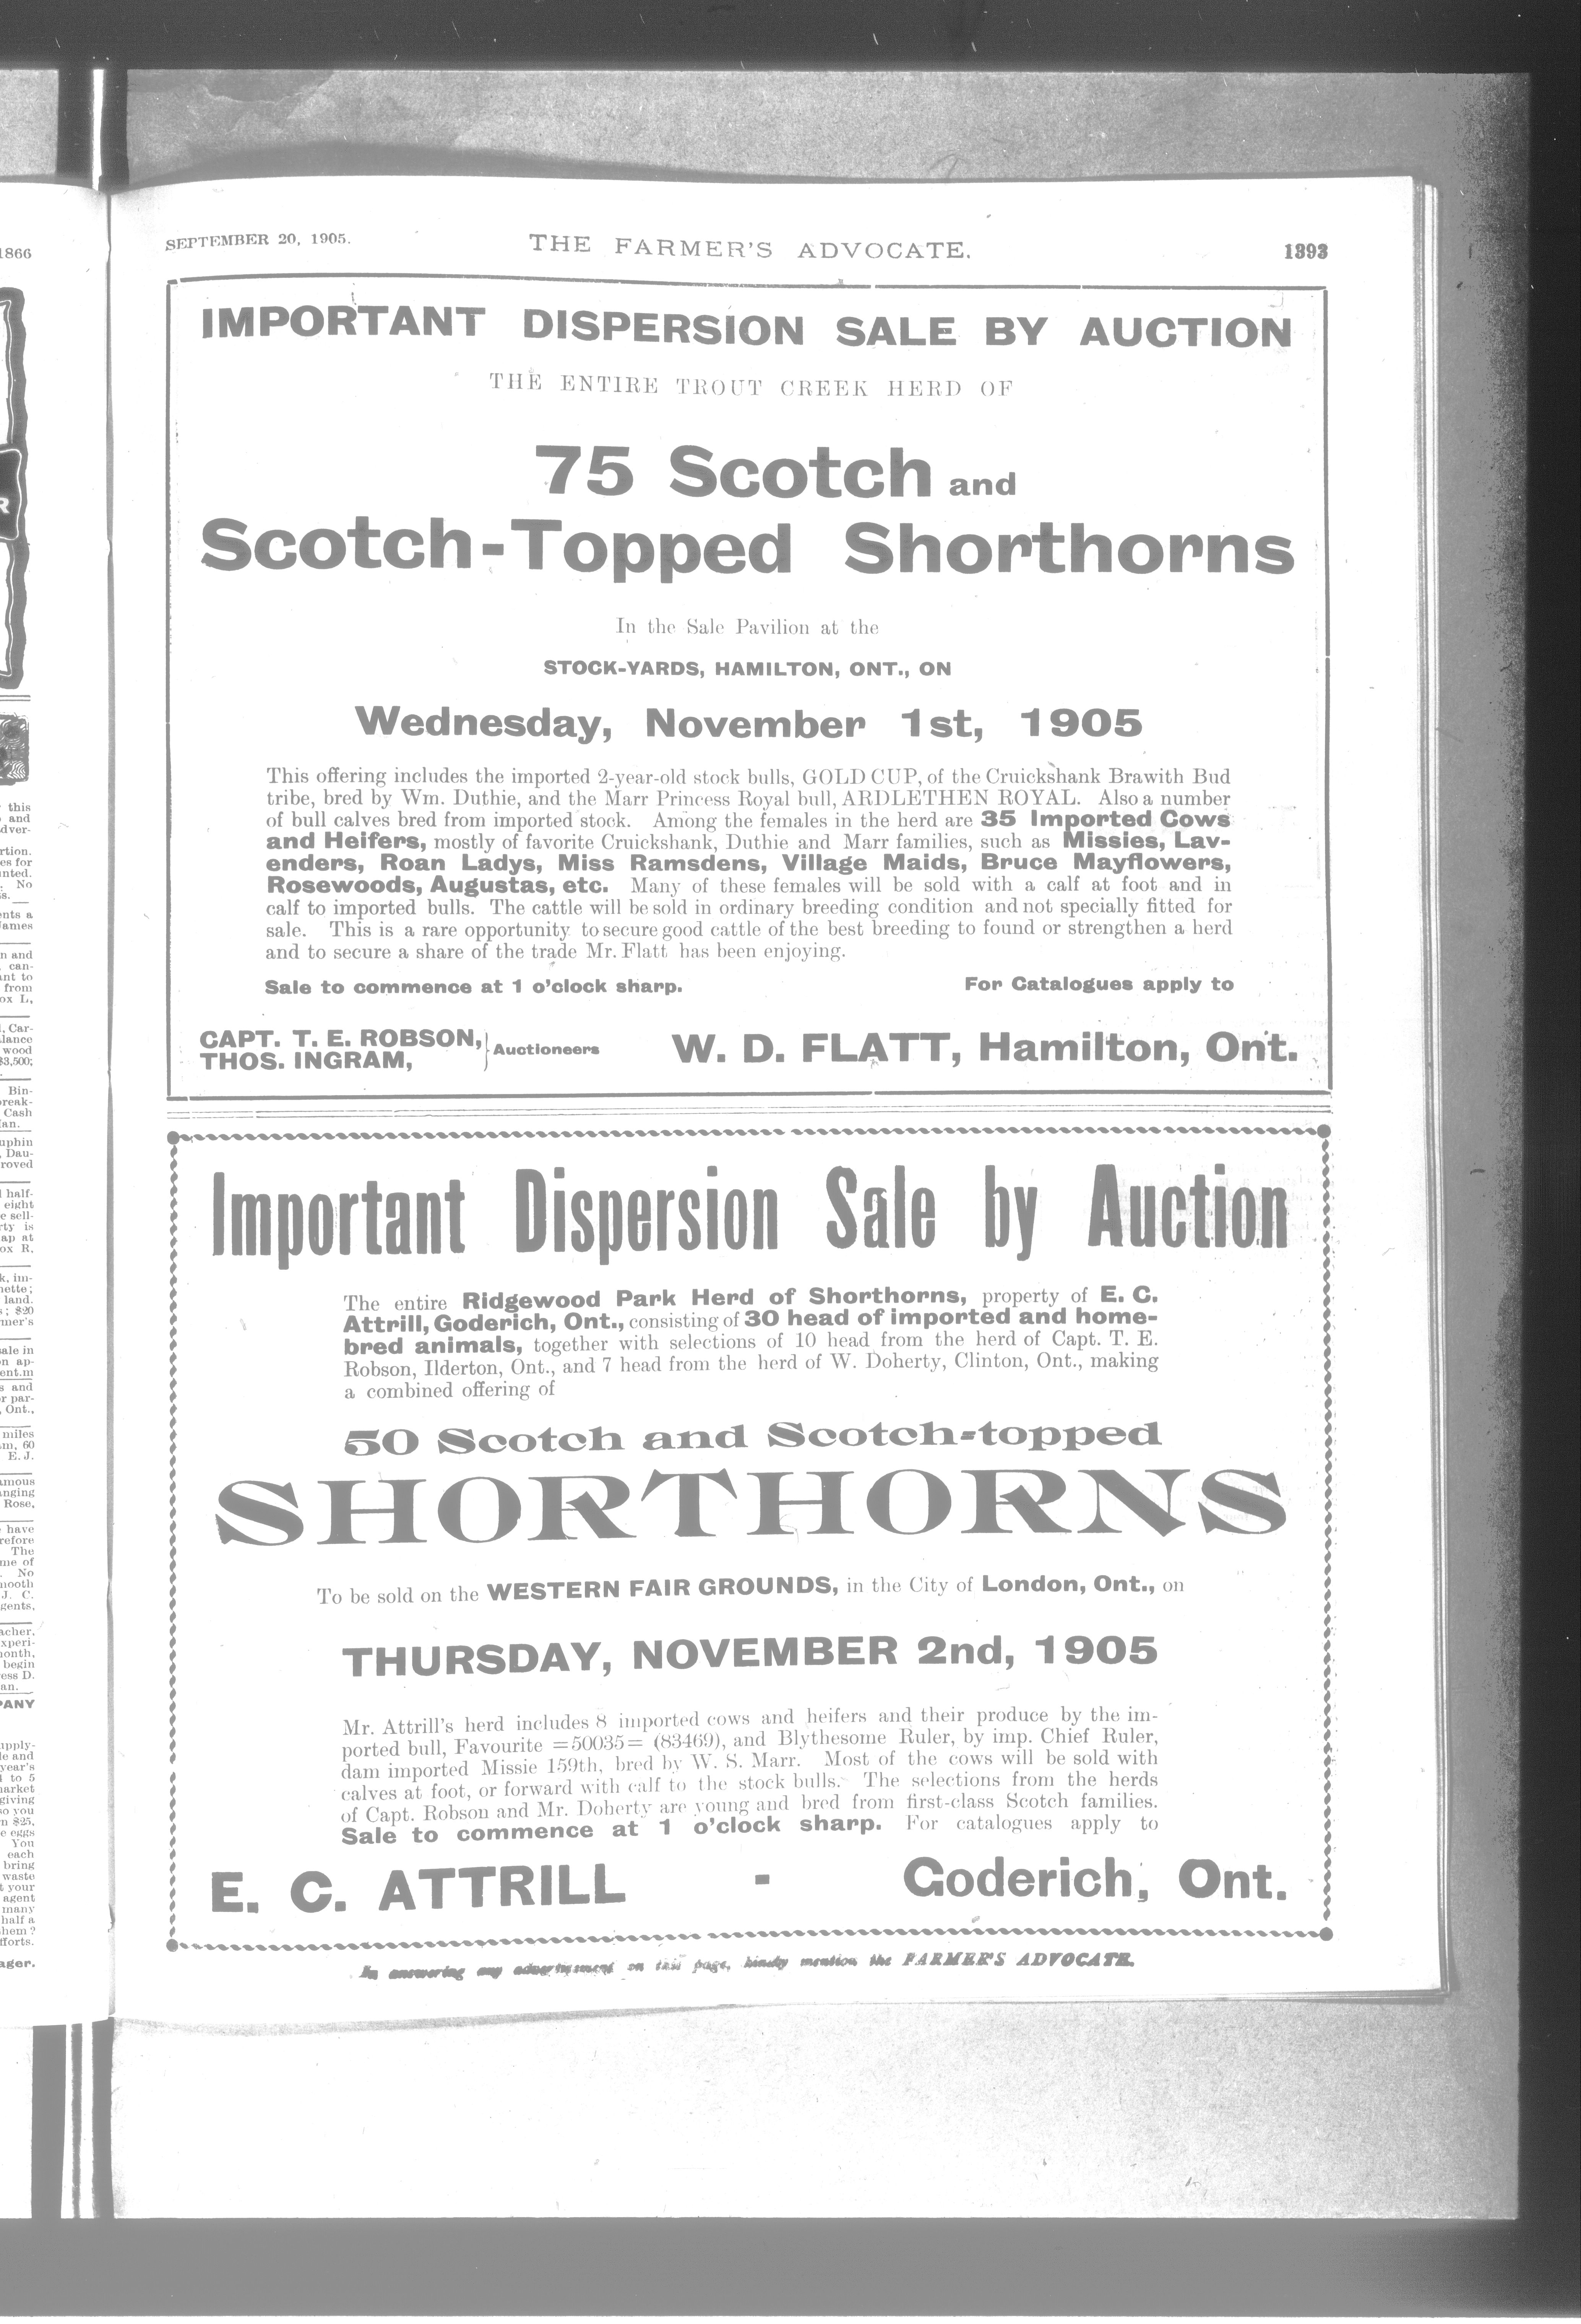 SEPTEMBER 20, 1905.
THE FARMER'S ADVOCATE.
1393
IMPORTANT DISPERSION SALE BY AUCTION
THE ENTIRE TROUT CREEK HERD OF
75 Scotch and
Scotch-Topped Shorthorns
In the Sale Pavilion at the
STOCK-YARDS, HAMILTON, ONT., ON
Wednesday, November 1st, 1905
This offering includes the imported 2-year-old stock bulls, GOLD CUP, of the Cruickshank Brawith Bud
tribe, bred by Wm. Duthie, and the Marr Princess Royal bull, ARDLETHEN ROYAL. Also a number
of bull calves bred from imported stock. Among the females in the herd are 35 Imported Cows
and Heifers, mostly of favorite Cruickshank, Duthie and Marr families, such as Missies, Lav-
enders, Roan Ladys, Miss Ramsdens, Village Maids, Bruce Mayflowers,
Rosewoods, Augustas, etc. Many of these females will be sold with a calf at foot and in
calf to imported bulls. The cattle will be sold in ordinary breeding condition and not specially fitted for
sale. This is a rare opportunity to secure good cattle of the best breeding to found or strengthen a herd
and to secure a share of the trade Mr. Flatt has been enjoying.
Sale to commence at 1 o'clock sharp. For Catalogues apply to
CAPT. T. E. ROBSON,
THOS. INGRAM,
Auctioneers
W. D. FLATT, Hamilton, Ont.
Important Dispersion Sale by Auction
The entire Ridgewood Park Herd of Shorthorns, property of E. C.
Attrill, Goderich, Ont., consisting of 30 head of imported and home-
bred animals, together with selections of 10 head from the herd of Capt. T. E.
Robson, Ilderton, Ont., and 7 head from the herd of W. Doherty, Clinton, Ont., making
a combined offering of
50 Scotch and Scotch-topped
SHORTHORNS
To be sold on the WESTERN FAIR GROUNDS, in the City of London, Ont., on
THURSDAY, NOVEMBER 2nd, 1905
Mr. Attrill's herd includes 8 imported cows and heifers and their produce by the im-
ported bull, Favourite =50035= (83469), and Blythesome Ruler, by imp. Chief Ruler,
dam imported Missie 159th, bred by W. S. Marr. Most of the cows will be sold with
calves at foot, or forward with calf to the stock bulls. The selections from the herds
of Capt. Robson and Mr. Doherty are young and bred from first-class Scotch families.
Sale to commence at 1 o'clock sharp. For catalogues apply to
E. C. ATTRILL - Goderich, Ont.
In answering any advertisement on this page, kindly mention the FARMER'S ADVOCATE.